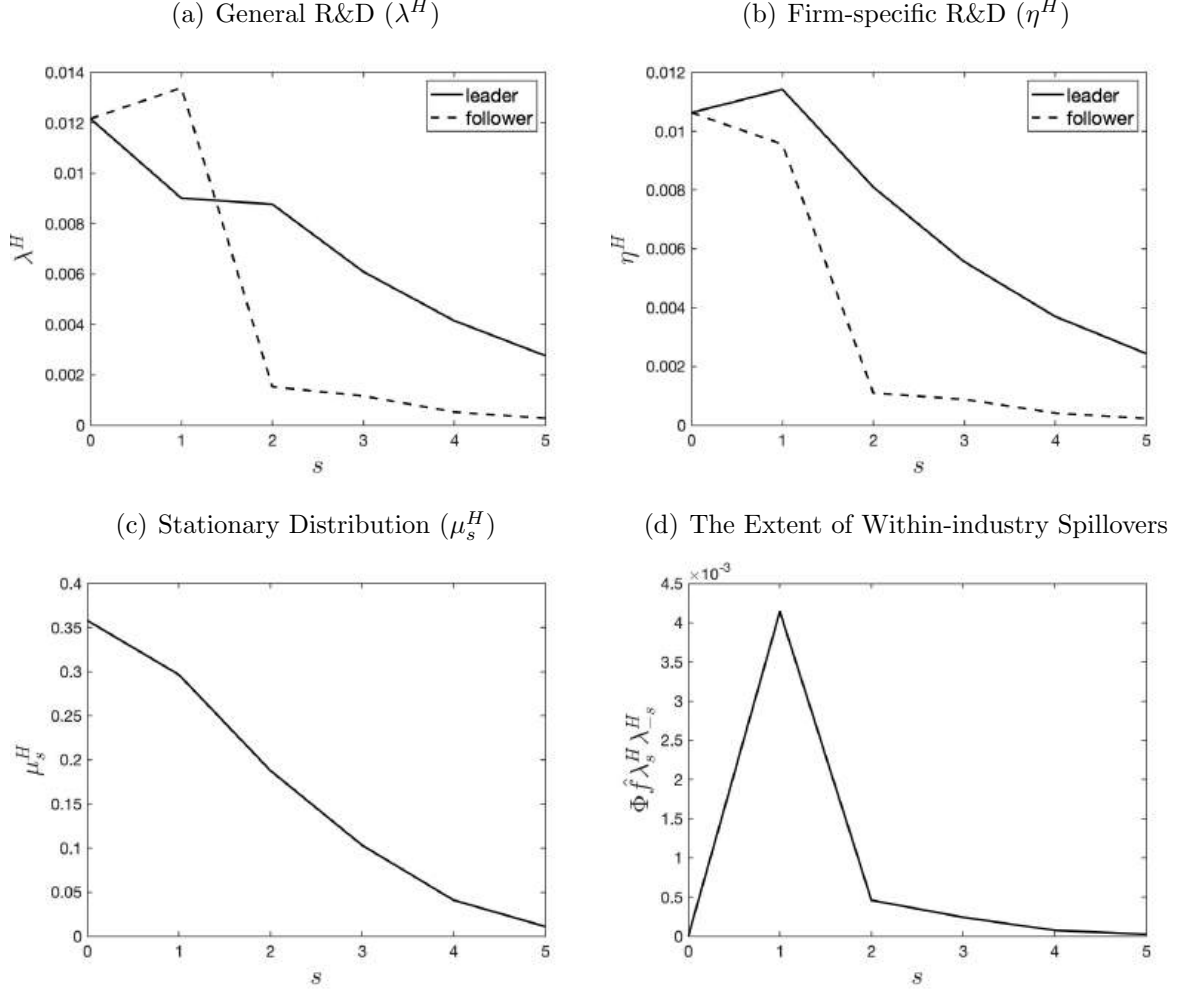 (a) General R&D (λ^H)
0.014
0.012
0.01
0.008
0.006
0.004
0.002
0
λ^H
leader
follower
0 1 2 3 4 5
s
(b) Firm-specific R&D (η^H)
0.012
0.01
0.008
0.006
0.004
0.002
0
η^H
leader
follower
0 1 2 3 4 5
s
(c) Stationary Distribution (μ_s^H)
0.4
0.35
0.3
0.25
0.2
0.15
0.1
0.05
0
μ_s^H
0 1 2 3 4 5
s
(d) The Extent of Within-industry Spillovers
×10^-3
4.5
4
3.5
3
2.5
2
1.5
1
0.5
0
Φf̂λ_s^Hλ_{-s}^H
0 1 2 3 4 5
s